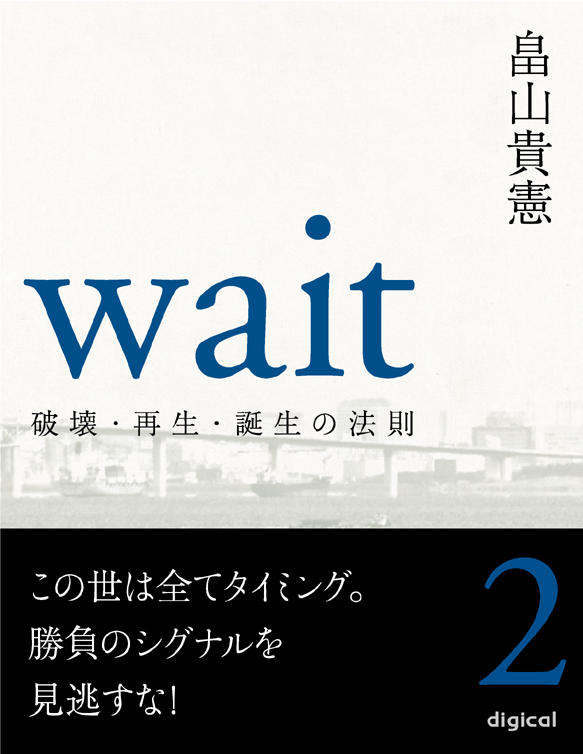 畠山貴憲
wait
破壊・再生・誕生の法則
この世は全てタイミング。
勝負のシグナルを
見逃すな！
2
digical